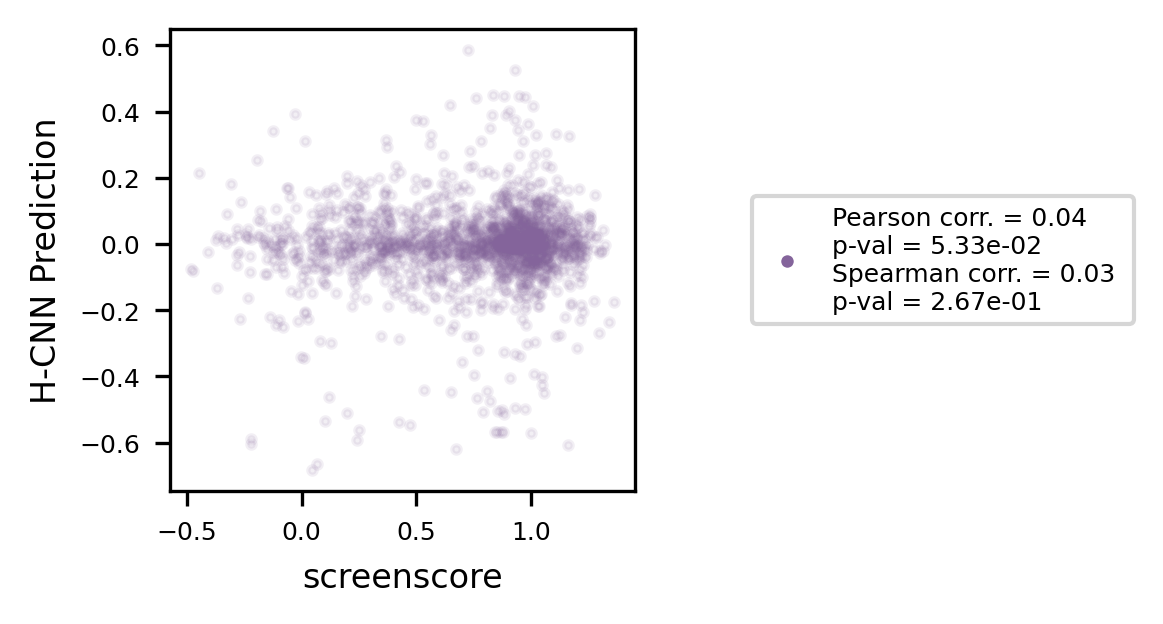 0.6
0.4
0.2
0.0
−0.2
−0.4
−0.6
H-CNN Prediction
−0.5
0.0
0.5
1.0
screenscore
Pearson corr. = 0.04
p-val = 5.33e-02
Spearman corr. = 0.03
p-val = 2.67e-01